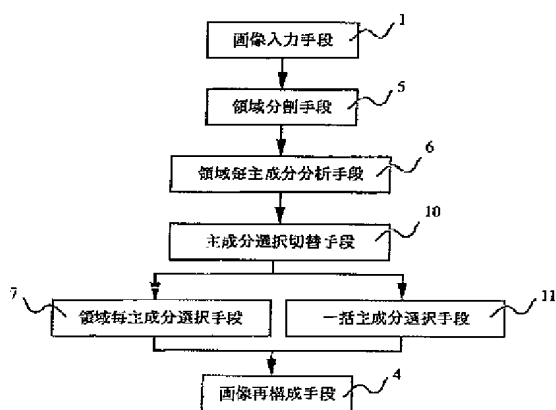 1
画像入力手段
5
領域分割手段
6
領域毎主成分分析手段
10
主成分選択切替手段
7
領域毎主成分選択手段
一括主成分選択手段
11
4
画像再構成手段